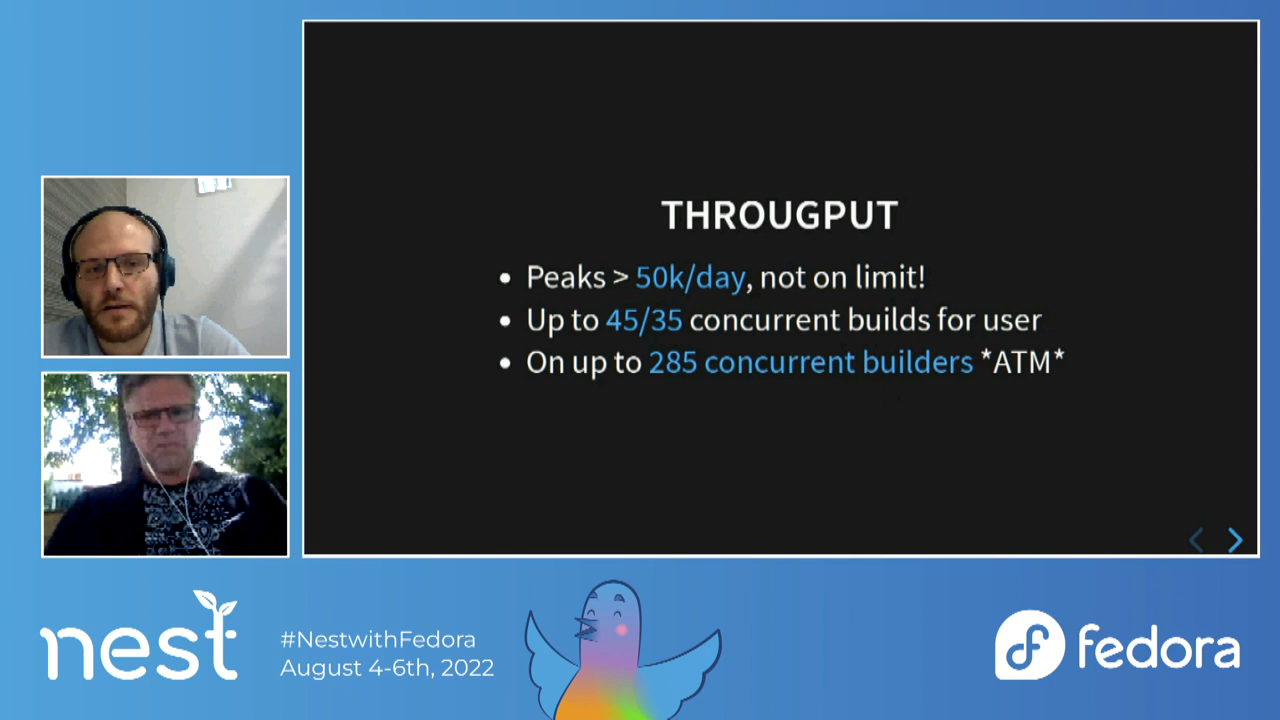 THROUGPUT
• Peaks > 50k/day, not on limit!
• Up to 45/35 concurrent builds for user
• On up to 285 concurrent builders *ATM*
nest
#NestwithFedora
August 4-6th, 2022
fedora